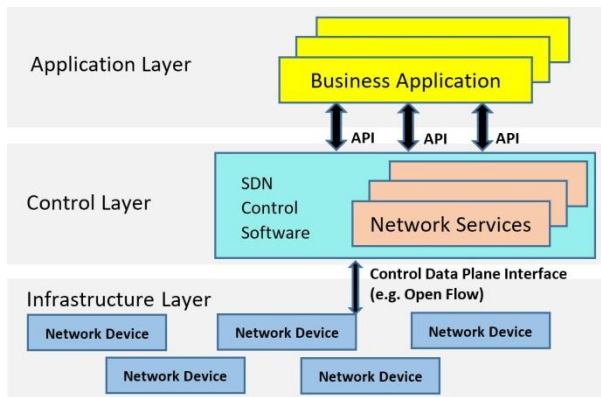 Application Layer
Business Application
API API API
Control Layer
SDN
Control
Software
Network Services
Control Data Plane Interface
(e.g. Open Flow)
Infrastructure Layer
Network Device Network Device Network Device
Network Device Network Device